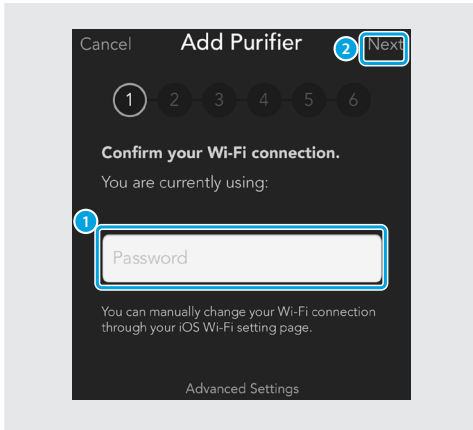 Cancel Add Purifier 2 Next
1 2 3 4 5 6
Confirm your Wi-Fi connection.
You are currently using:
1
Password
You can manually change your Wi-Fi connection
through your iOS Wi-Fi setting page.
Advanced Settings